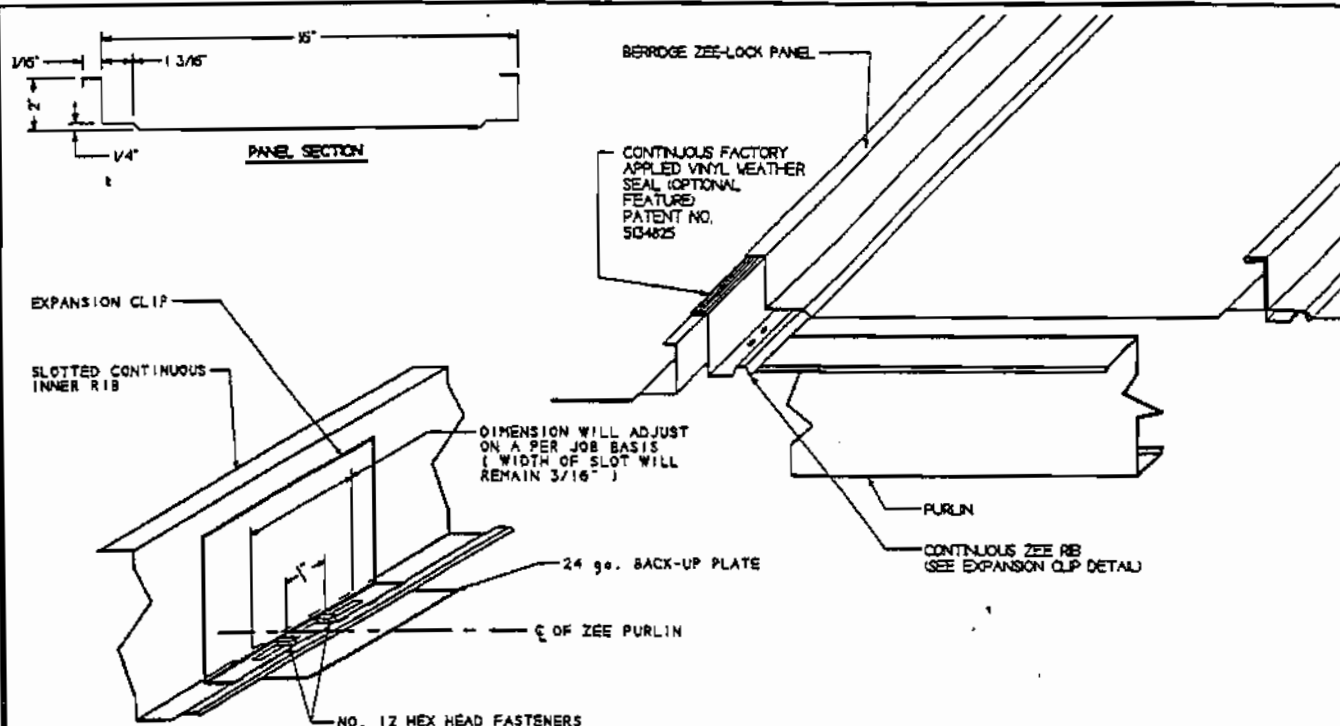 16"
1/16"
1 3/16"
2"
1/4"
PANEL SECTION
BERRIDGE ZEE-LOCK PANEL
CONTINUOUS FACTORY
APPLIED VINYL WEATHER
SEAL (OPTIONAL
FEATURE)
PATENT NO.
5134825
EXPANSION CLIP
SLOTTED CONTINUOUS
INNER RIB
DIMENSION WILL ADJUST
ON A PER JOB BASIS
( WIDTH OF SLOT WILL
REMAIN 3/16" )
1"
24 ga. BACK-UP PLATE
℄ OF ZEE PURLIN
NO. 12 HEX HEAD FASTENERS
PURLIN
CONTINUOUS ZEE RIB
(SEE EXPANSION CLIP DETAIL)